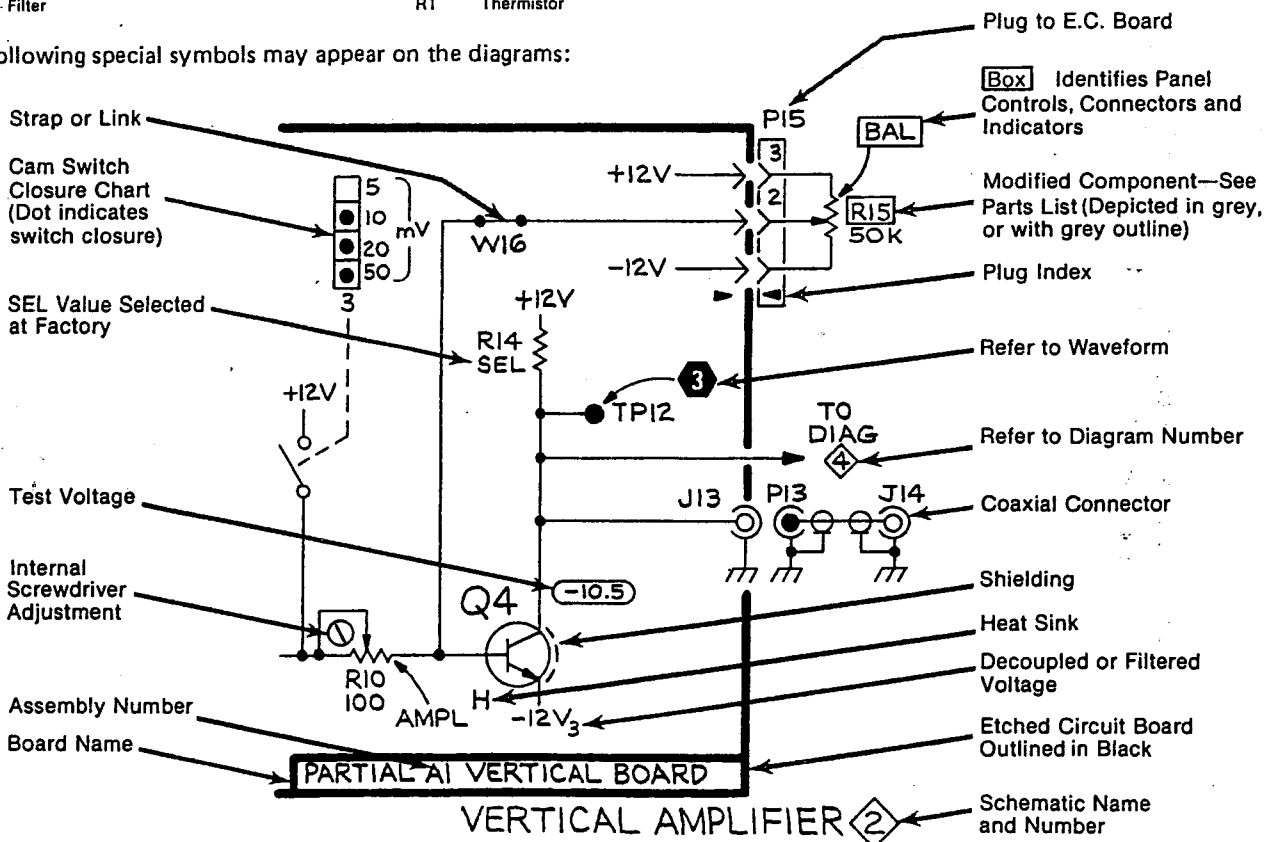 Filter
RT Thermistor
ollowing special symbols may appear on the diagrams:
Plug to E.C. Board
Box Identifies Panel
Controls, Connectors and
Indicators
Strap or Link
Cam Switch
Closure Chart
(Dot indicates
switch closure)
SEL Value Selected
at Factory
Test Voltage
Internal
Screwdriver
Adjustment
Assembly Number
Board Name
Modified Component—See
Parts List (Depicted in grey,
or with grey outline)
Plug Index
Refer to Waveform
Refer to Diagram Number
Coaxial Connector
Shielding
Heat Sink
Decoupled or Filtered
Voltage
Etched Circuit Board
Outlined in Black
Schematic Name
and Number
P15
BAL
3
+12V
2
R15
50K
-12V
5
10
20
50
mV
3
W16
+12V
R14
SEL
+12V
3
TP12
TO
DIAG
4
J13
P13
J14
-10.5
Q4
R10
100
AMPL
H
-12V3
PARTIAL A1 VERTICAL BOARD
VERTICAL AMPLIFIER 2